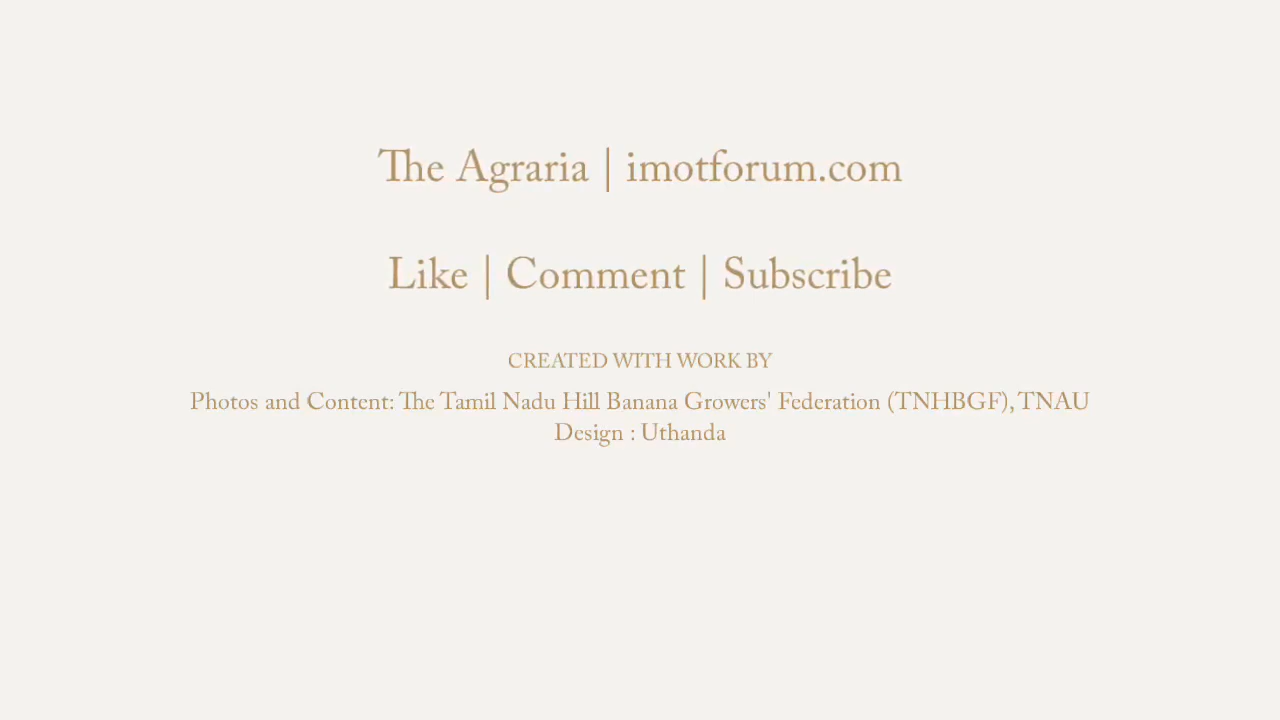 The Agraria | imotforum.com
Like | Comment | Subscribe
CREATED WITH WORK BY
Photos and Content: The Tamil Nadu Hill Banana Growers' Federation (TNHBGF), TNAU
Design : Uthanda